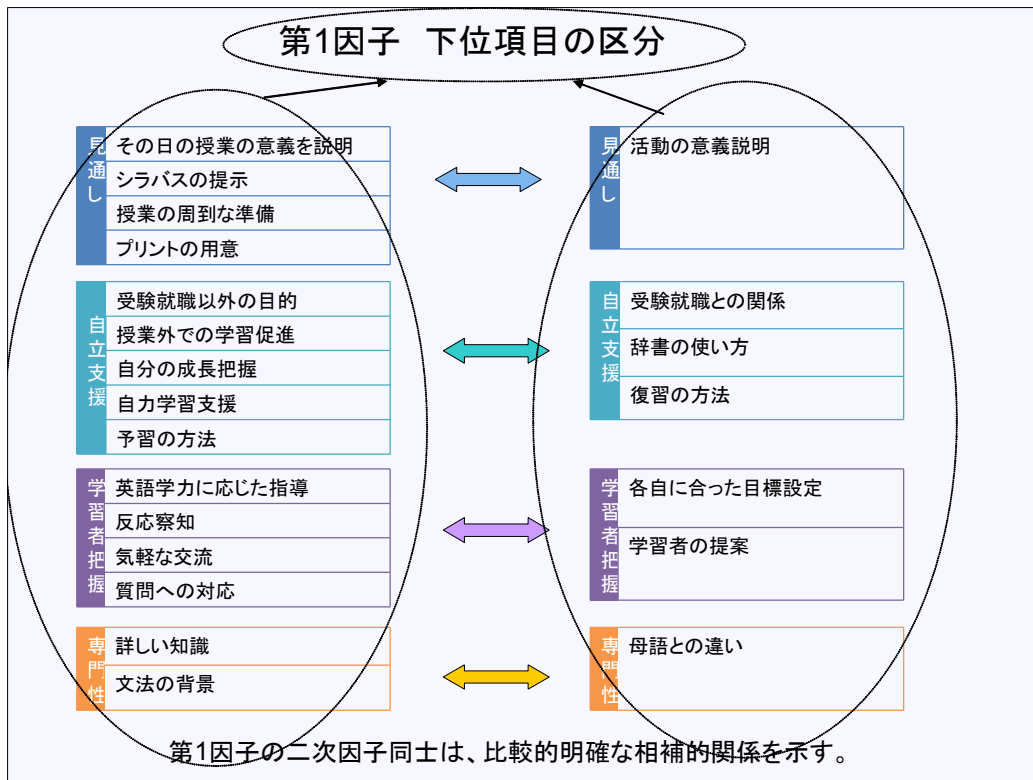 第1因子　下位項目の区分
見通し
その日の授業の意義を説明
シラバスの提示
授業の周到な準備
プリントの用意
見通し
活動の意義説明
自立支援
受験就職以外の目的
授業外での学習促進
自分の成長把握
自力学習支援
予習の方法
自立支援
受験就職との関係
辞書の使い方
復習の方法
学習者把握
英語学力に応じた指導
反応察知
気軽な交流
質問への対応
学習者把握
各自に合った目標設定
学習者の提案
専門性
詳しい知識
文法の背景
専門性
母語との違い
第1因子の二次因子同士は、比較的明確な相補的関係を示す。